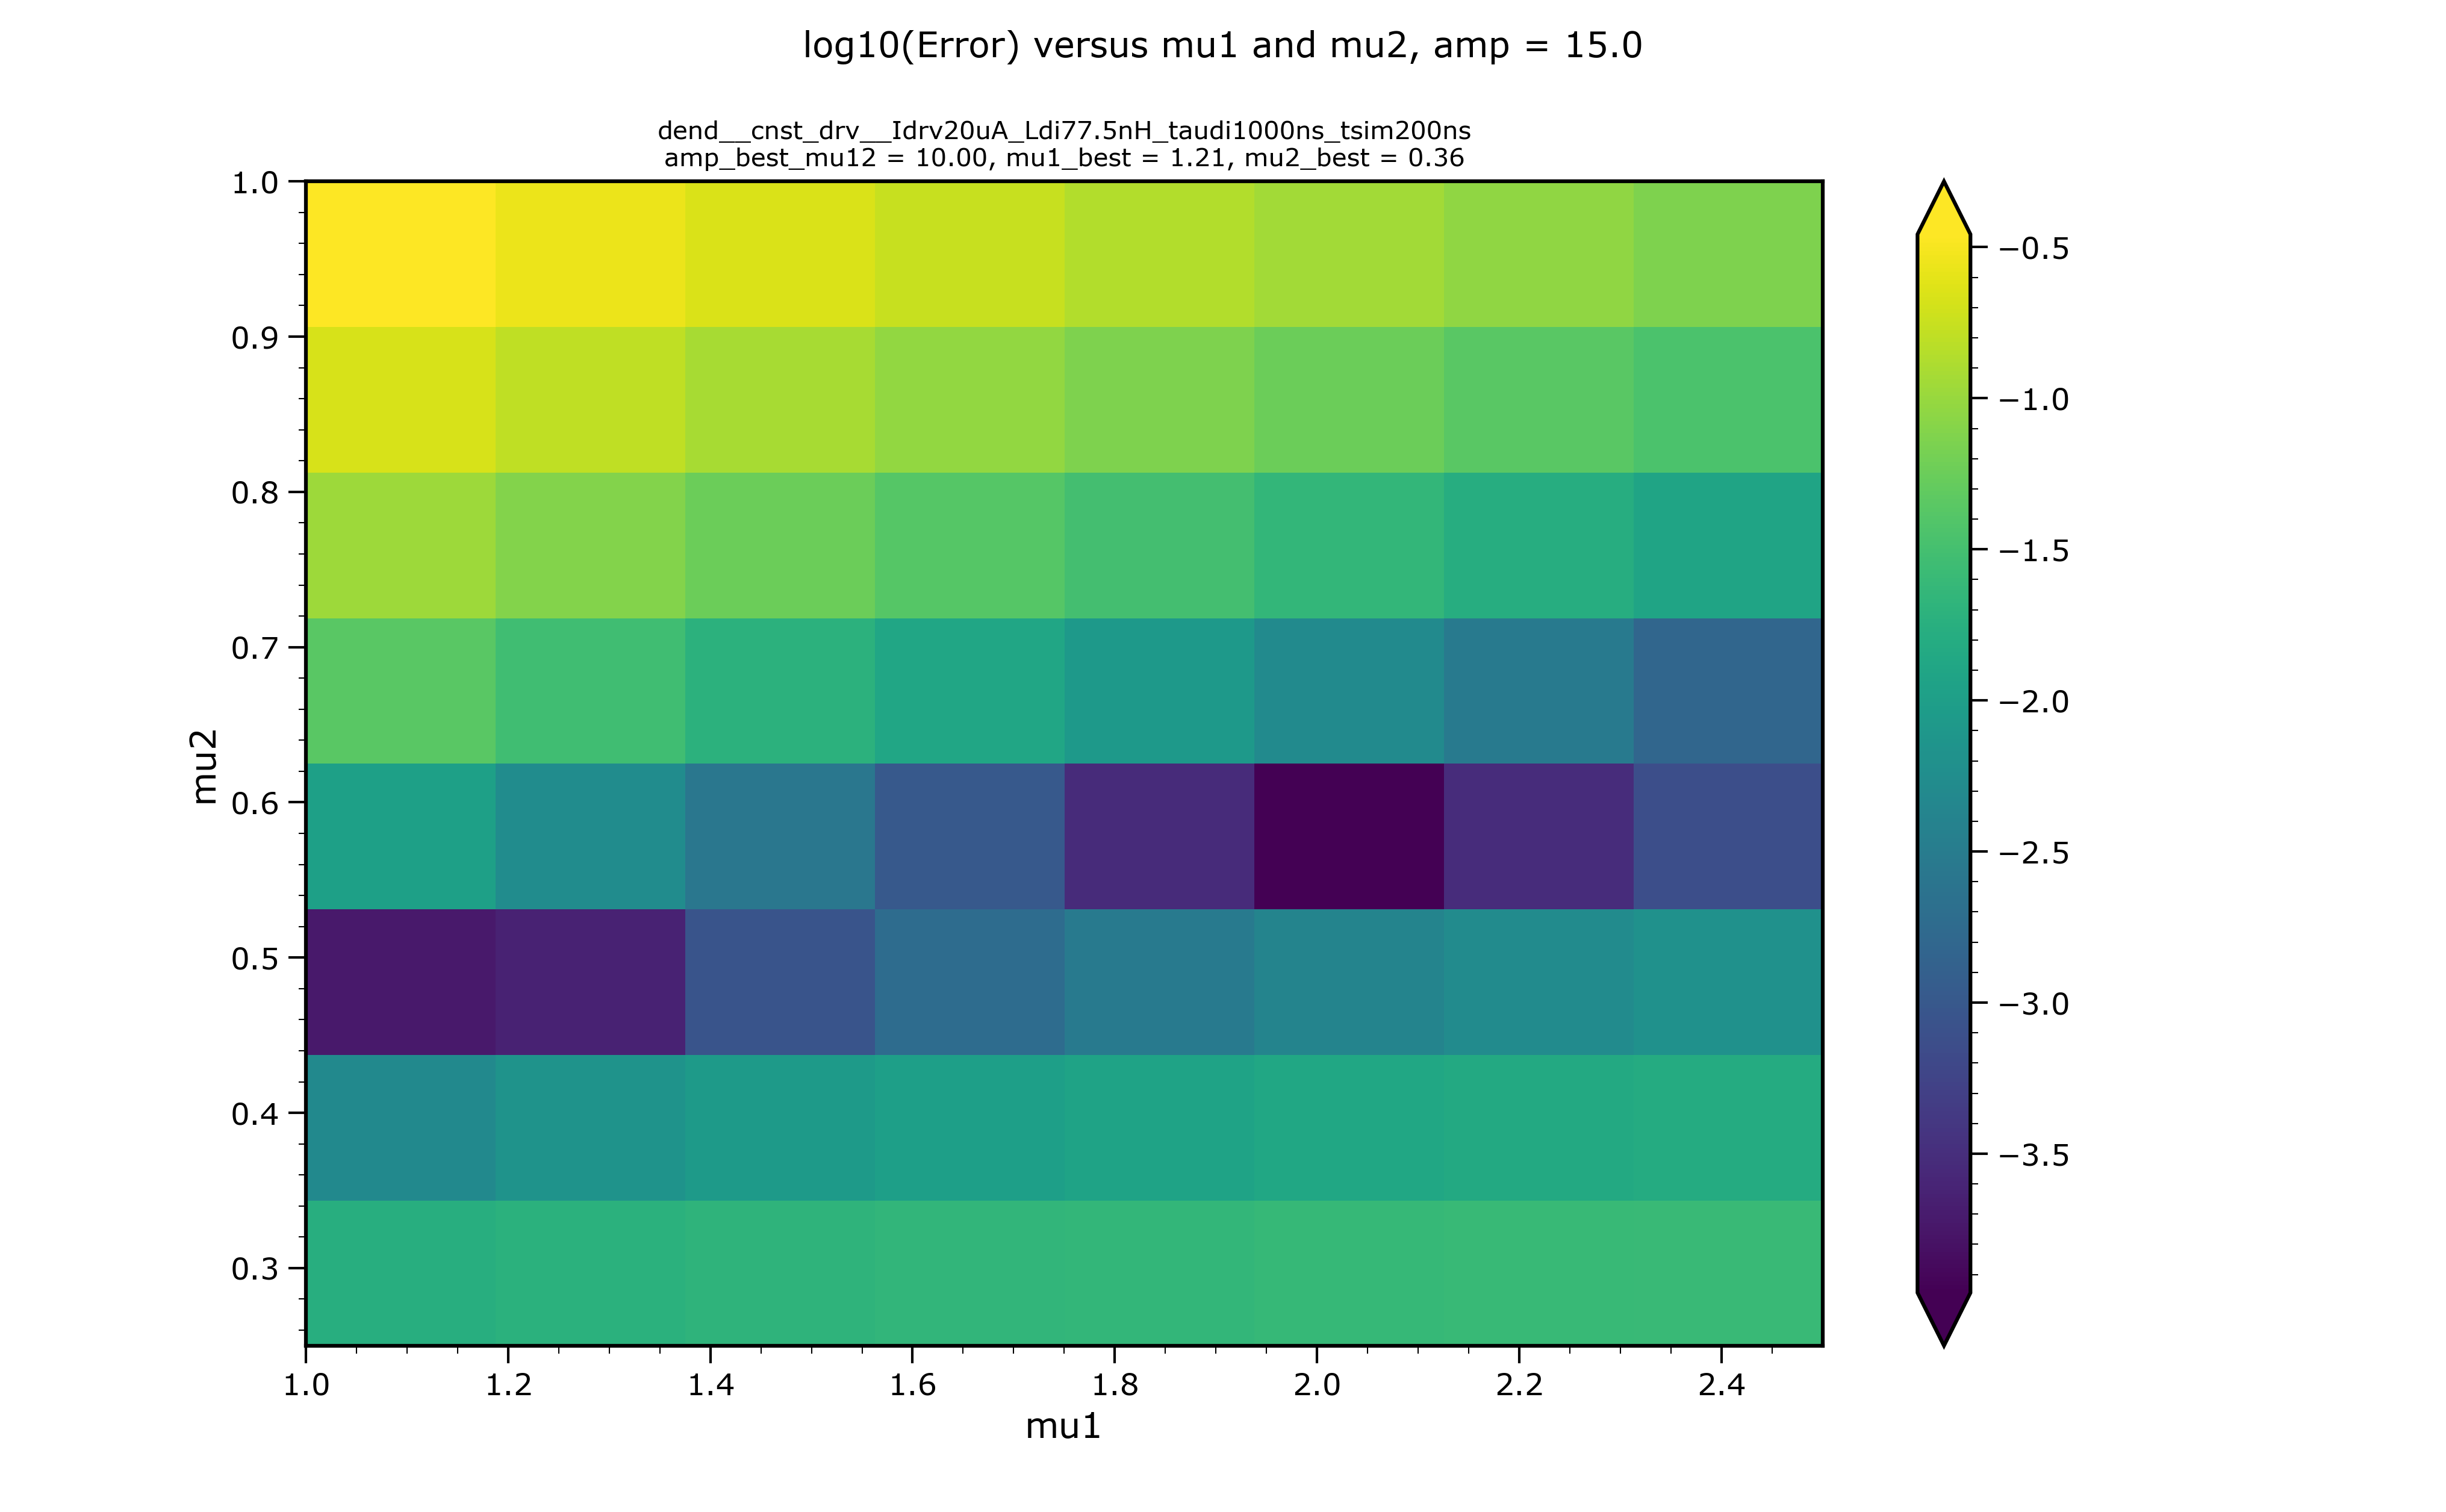 log10(Error) versus mu1 and mu2, amp = 15.0
dend__cnst_drv__Idrv20uA_Ldi77.5nH_taudi1000ns_tsim200ns
amp_best_mu12 = 10.00, mu1_best = 1.21, mu2_best = 0.36
1.0
0.9
0.8
0.7
0.6
0.5
0.4
0.3
mu2
1.0 1.2 1.4 1.6 1.8 2.0 2.2 2.4
mu1
−0.5
−1.0
−1.5
−2.0
−2.5
−3.0
−3.5